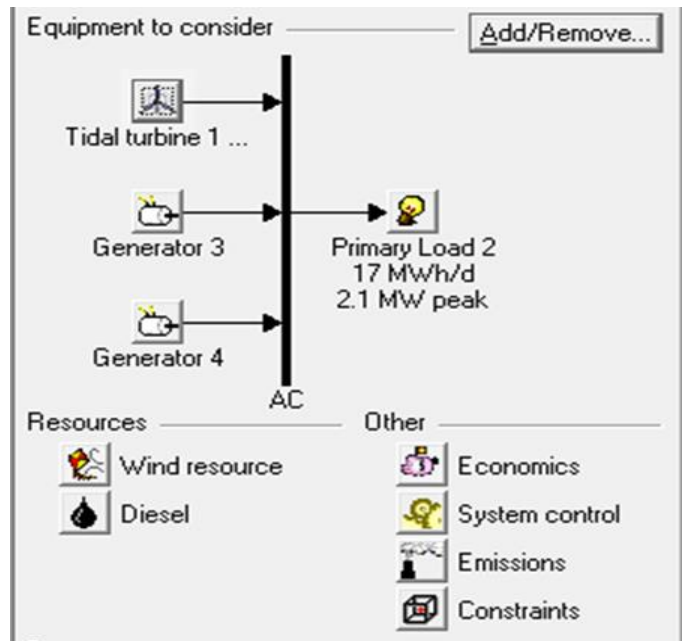 Equipment to consider
Add/Remove...
Tidal turbine 1 ...
Generator 3
Primary Load 2
17 MWh/d
2.1 MW peak
Generator 4
AC
Resources
Other
Wind resource
Economics
Diesel
System control
Emissions
Constraints